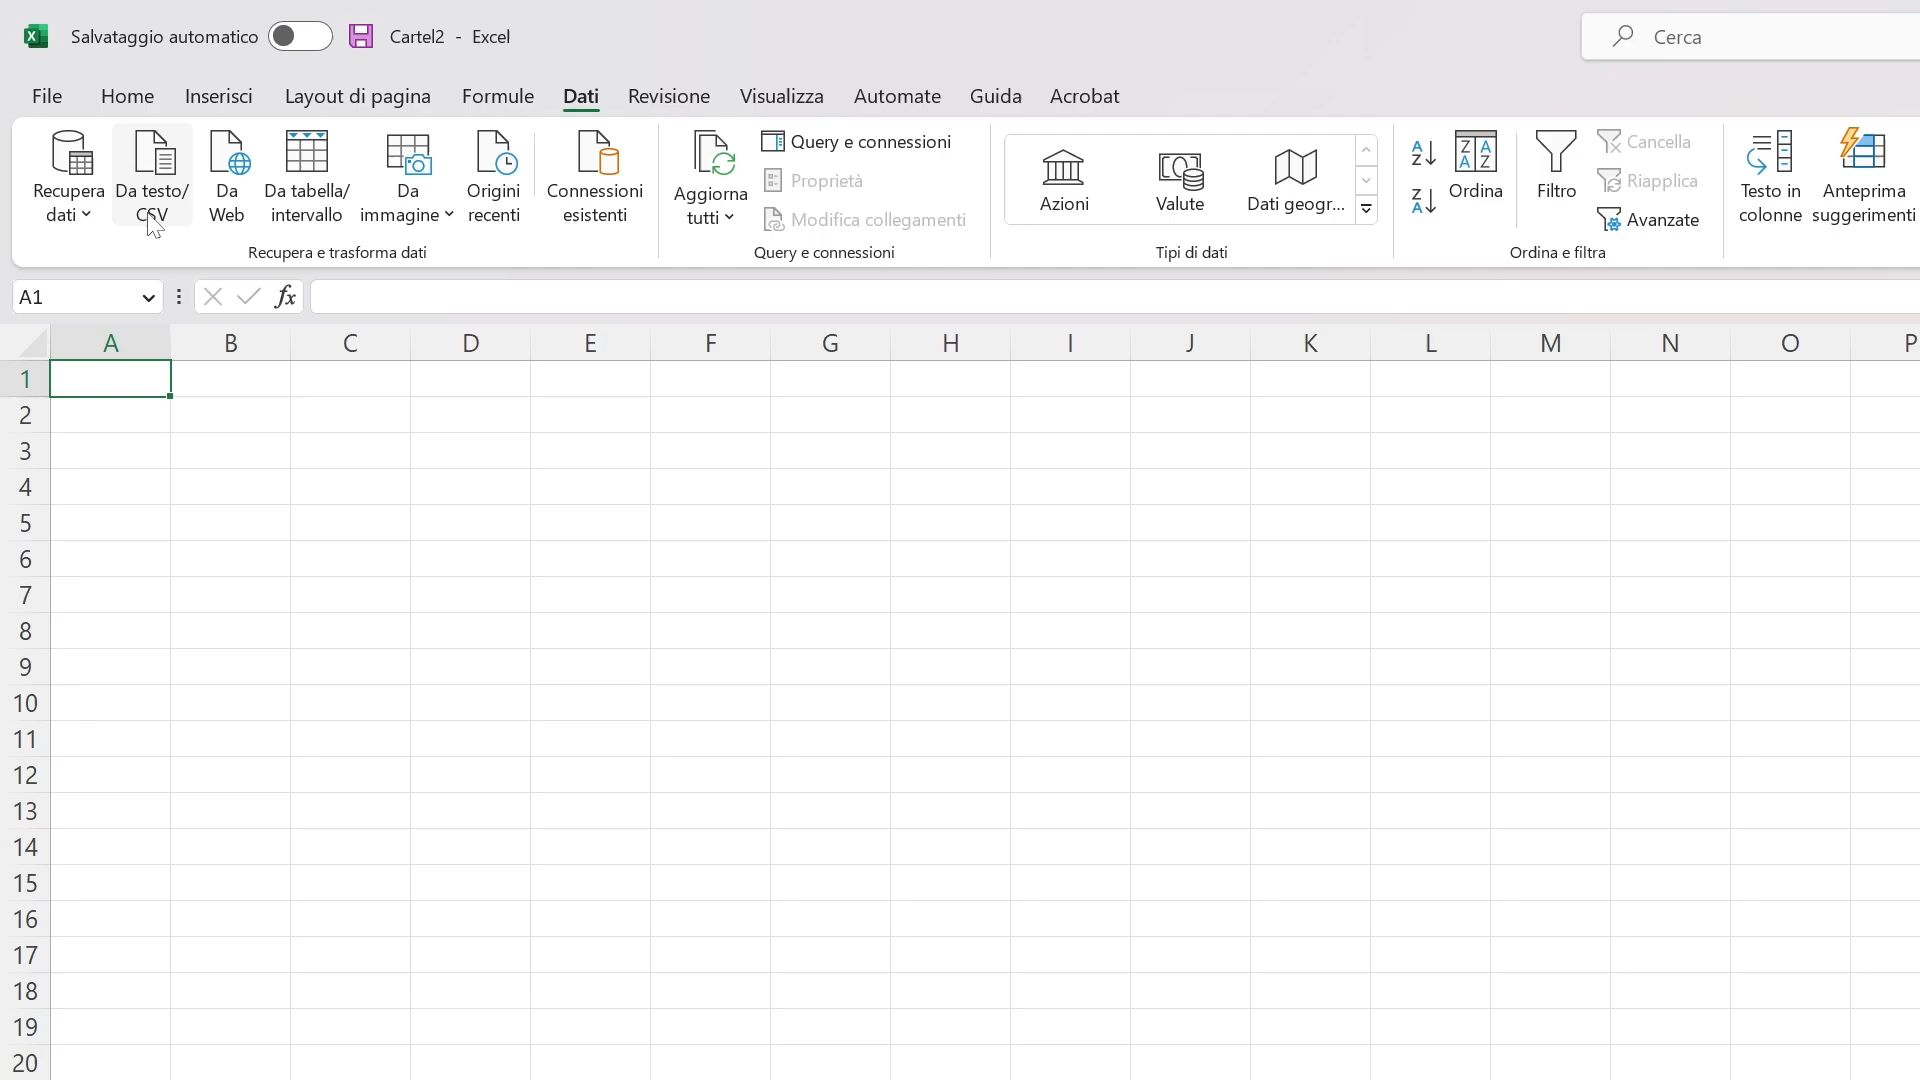 Salvataggio automatico Cartel2 - Excel Cerca
File Home Inserisci Layout di pagina Formule Dati Revisione Visualizza Automate Guida Acrobat
Recupera dati
Da testo/ CSV
Da Web
Da tabella/ intervallo
Da immagine
Origini recenti
Connessioni esistenti
Recupera e trasforma dati
Aggiorna tutti
Query e connessioni
Proprietà
Modifica collegamenti
Query e connessioni
Azioni
Valute
Dati geogr...
Tipi di dati
Ordina
Filtro
Cancella
Riapplica
Avanzate
Ordina e filtra
Testo in colonne
Anteprima suggerimenti
A1 fx
A B C D E F G H I J K L M N O P
1
2
3
4
5
6
7
8
9
10
11
12
13
14
15
16
17
18
19
20